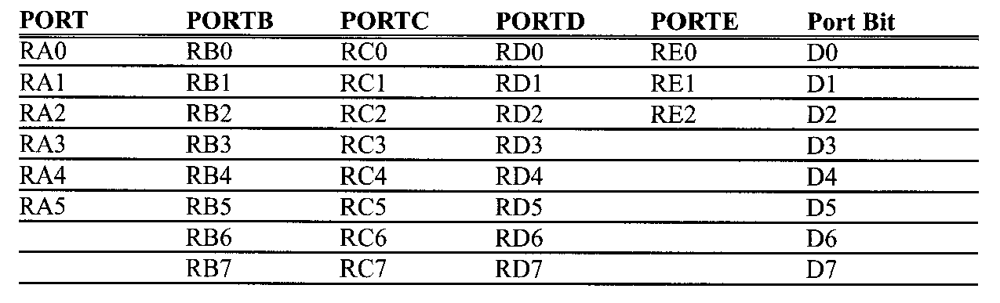 PORT PORTB PORTC PORTD PORTE Port Bit
RA0 RB0 RC0 RD0 RE0 D0
RA1 RB1 RC1 RD1 RE1 D1
RA2 RB2 RC2 RD2 RE2 D2
RA3 RB3 RC3 RD3 D3
RA4 RB4 RC4 RD4 D4
RA5 RB5 RC5 RD5 D5
RB6 RC6 RD6 D6
RB7 RC7 RD7 D7